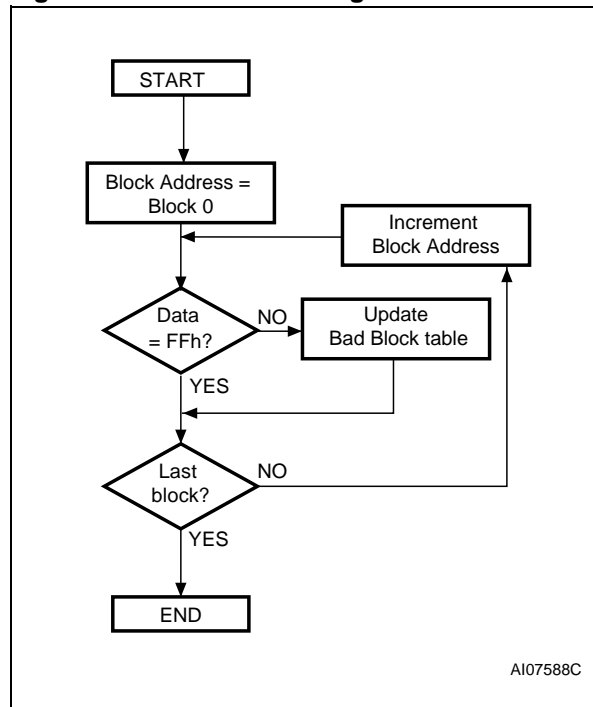 START
Block Address =
Block 0
Increment
Block Address
Data
= FFh?
NO
Update
Bad Block table
YES
Last
block?
NO
YES
END
AI07588C